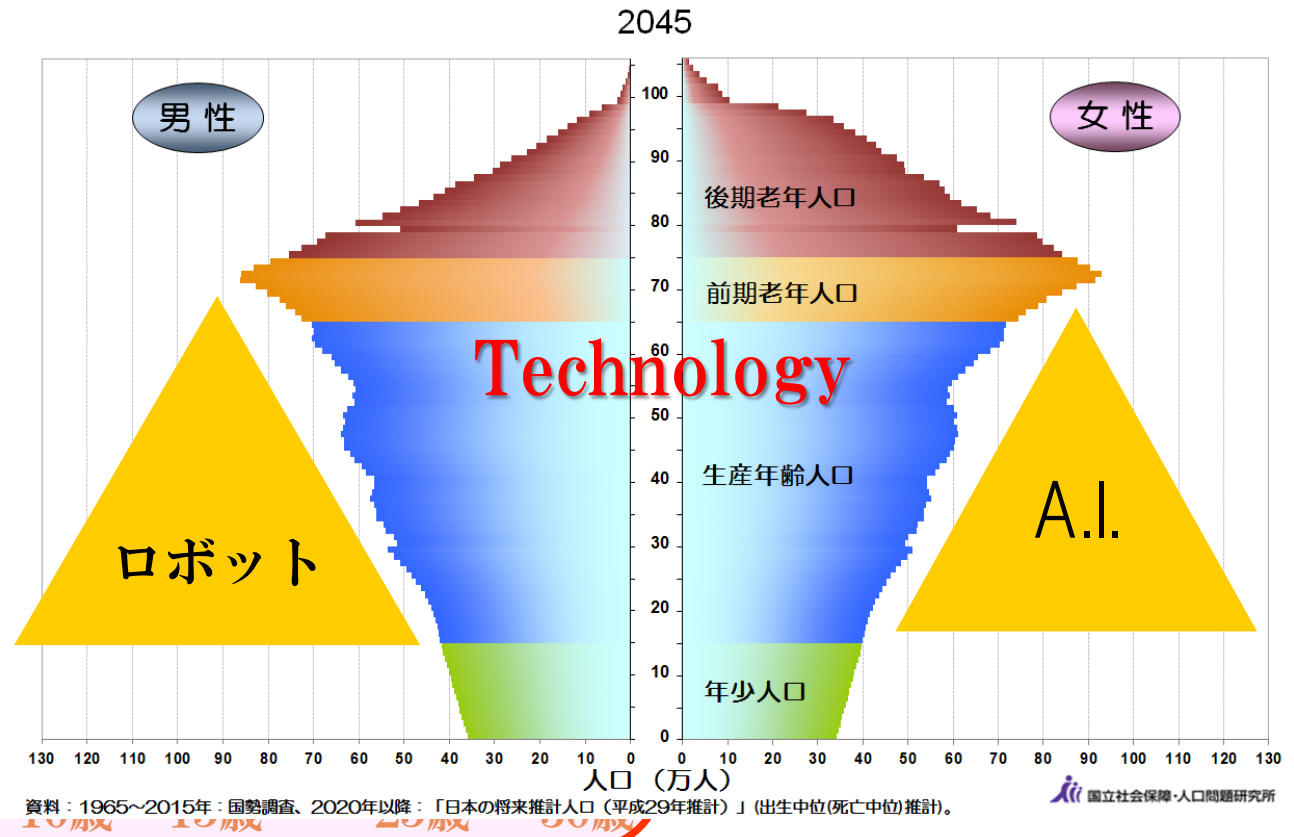 2045
男 性
女 性
100
90
後期老年人口
80
前期老年人口
70
Technology
60
50
生産年齢人口
40
A.I.
ロボット
30
20
10
年少人口
0
130 120 110 100 90 80 70 60 50 40 30 20 10 0
0 10 20 30 40 50 60 70 80 90 100 110 120 130
人口 （万人）
資料：1965～2015年：国勢調査、2020年以降：「日本の将来推計人口（平成29年推計）」(出生中位(死亡中位)推計)。
国立社会保障・人口問題研究所